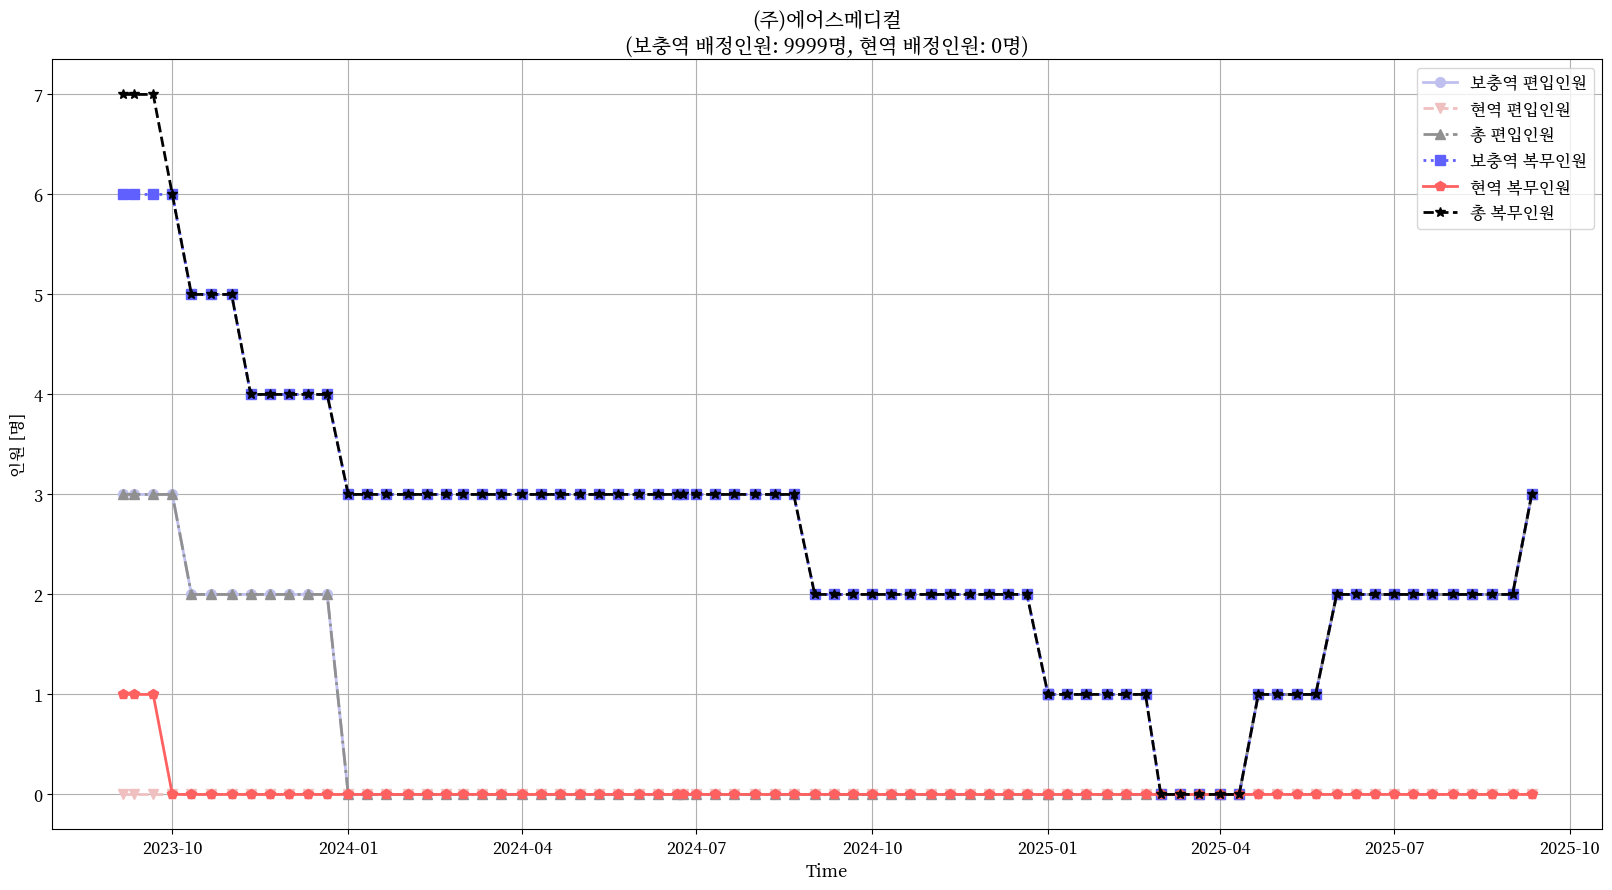 (주)에어스메디컬
(보충역 배정인원: 9999명, 현역 배정인원: 0명)
보충역 편입인원
현역 편입인원
총 편입인원
보충역 복무인원
현역 복무인원
총 복무인원
인원 [명]
7
6
5
4
3
2
1
0
2023-10
2024-01
2024-04
2024-07
2024-10
2025-01
2025-04
2025-07
2025-10
Time